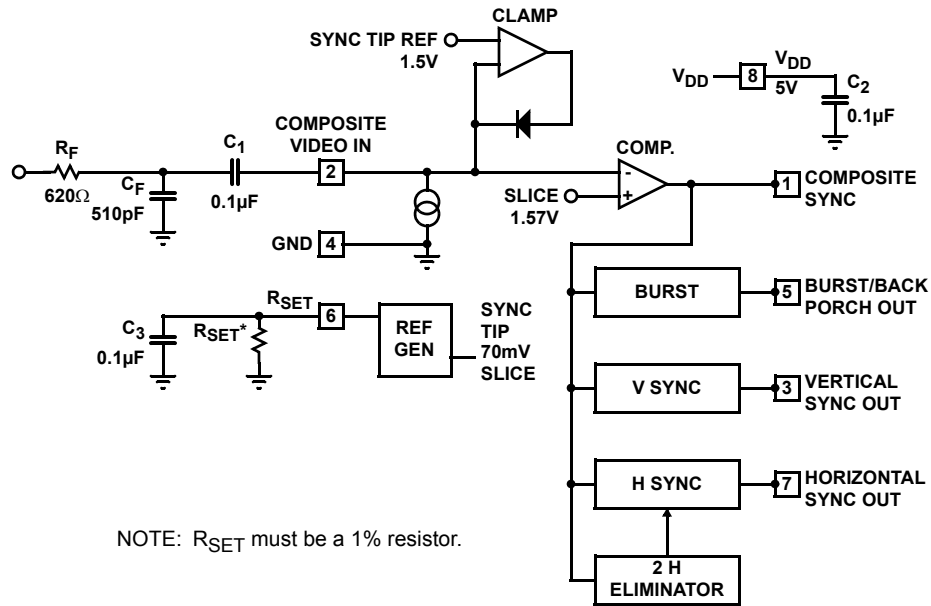 CLAMP
SYNC TIP REF
1.5V
V_DD
8
V_DD
5V
C_2
0.1µF
R_F
620Ω
C_F
510pF
C_1
0.1µF
COMPOSITE
VIDEO IN
2
COMP.
-
+
SLICE
1.57V
1
COMPOSITE
SYNC
GND
4
BURST
5
BURST/BACK
PORCH OUT
C_3
0.1µF
R_SET*
R_SET
6
REF
GEN
SYNC
TIP
70mV
SLICE
V SYNC
3
VERTICAL
SYNC OUT
H SYNC
7
HORIZONTAL
SYNC OUT
2 H
ELIMINATOR
NOTE: R_SET must be a 1% resistor.